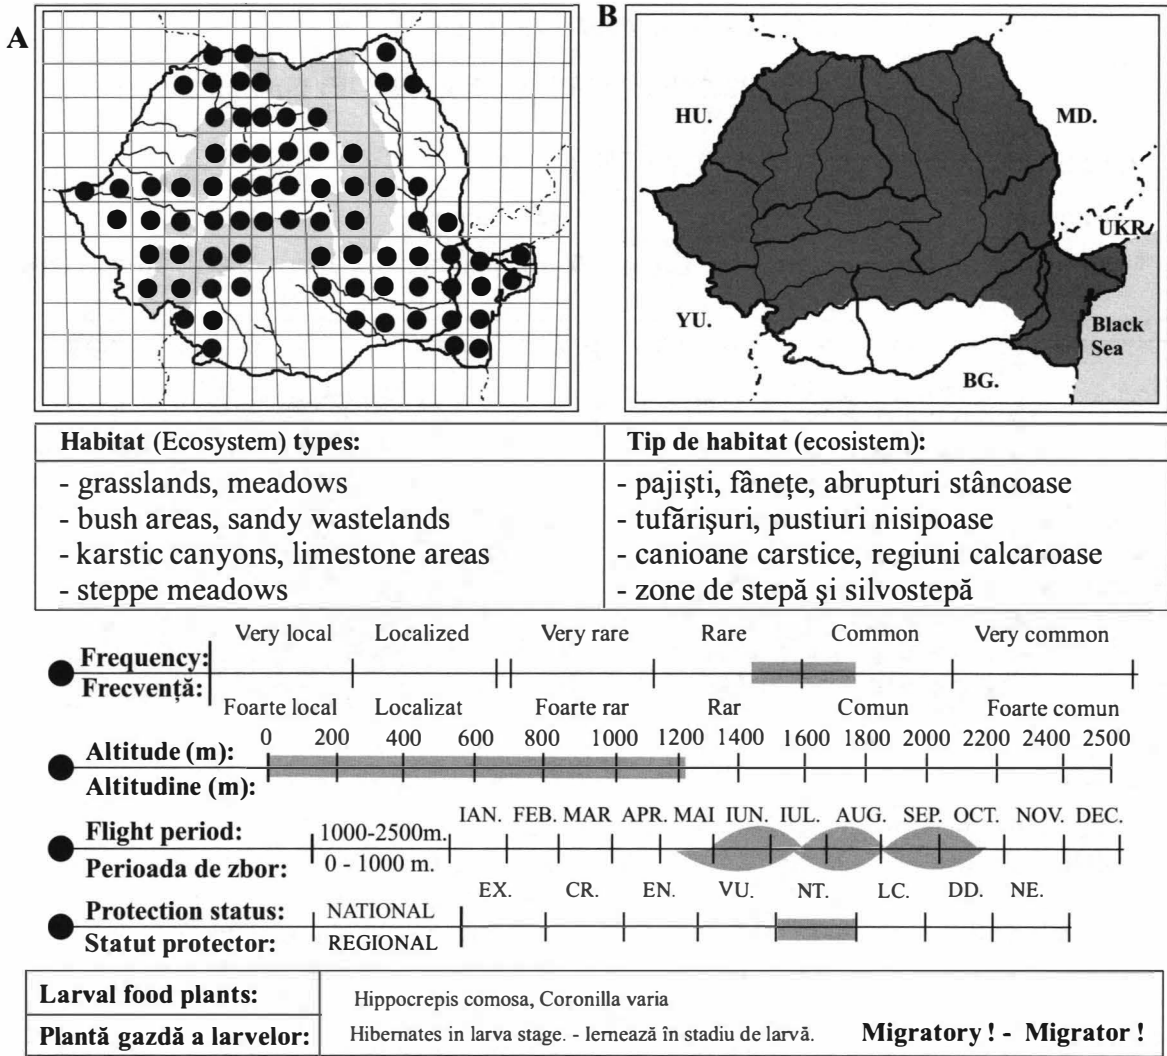 A
B
HU.
MD.
UKR.
YU.
Black
Sea
BG.
Habitat (Ecosystem) types:
- grasslands, meadows
- bush areas, sandy wastelands
- karstic canyons, limestone areas
- steppe meadows
Tip de habitat (ecosistem):
- pajişti, fâneţe, abrupturi stâncoase
- tufărişuri, pustiuri nisipoase
- canioane carstice, regiuni calcaroase
- zone de stepă şi silvostepă
Very local Localized Very rare Rare Common Very common
Frequency:
Frecvenţă:
Foarte local Localizat Foarte rar Rar Comun Foarte comun
Altitude (m): 0 200 400 600 800 1000 1200 1400 1600 1800 2000 2200 2400 2500
Altitudine (m):
IAN. FEB. MAR APR. MAI IUN. IUL. AUG. SEP. OCT. NOV. DEC.
Flight period: 1000-2500m.
Perioada de zbor: 0 - 1000 m.
EX. CR. EN. VU. NT. LC. DD. NE.
Protection status: NATIONAL
Statut protector: REGIONAL
Larval food plants: Hippocrepis comosa, Coronilla varia
Plantă gazdă a larvelor: Hibernates in larva stage. - Iernează în stadiu de larvă. Migratory ! - Migrator !